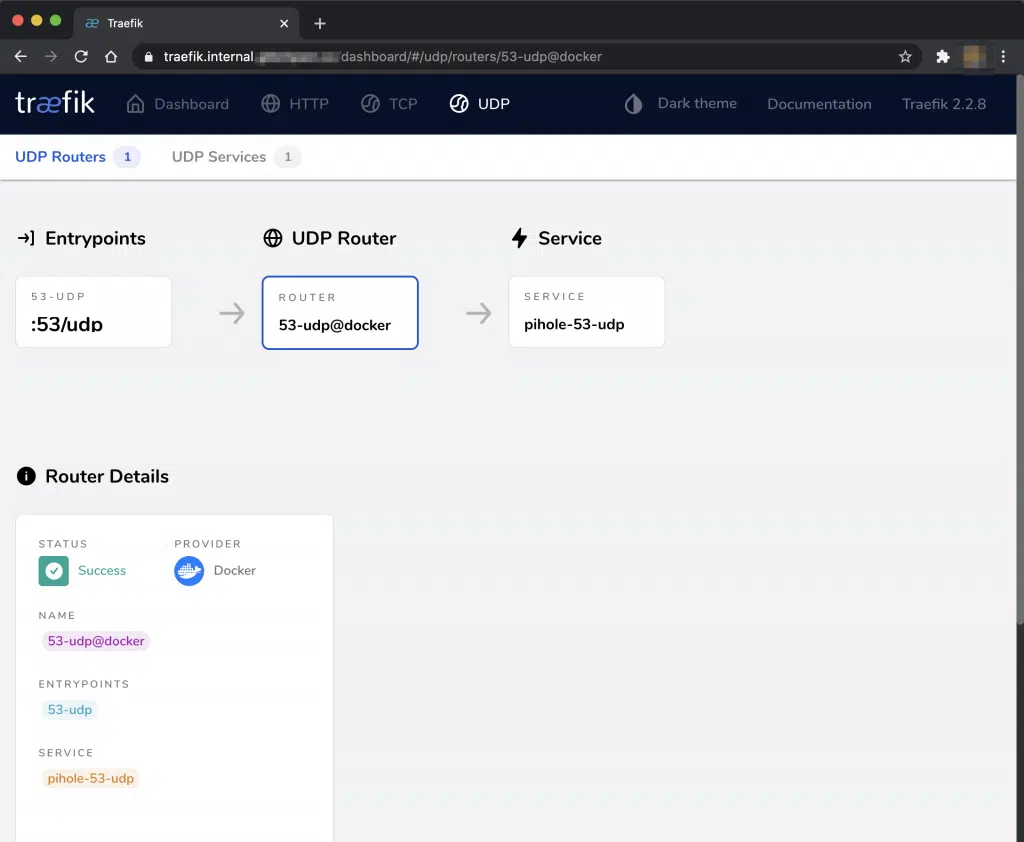 Traefik
traefik.internal. /dashboard/#/udp/routers/53-udp@docker
træfik Dashboard HTTP TCP UDP Dark theme Documentation Traefik 2.2.8
UDP Routers 1 UDP Services 1
Entrypoints UDP Router Service
53-UDP ROUTER SERVICE
:53/udp 53-udp@docker pihole-53-udp
Router Details
STATUS PROVIDER
Success Docker
NAME
53-udp@docker
ENTRYPOINTS
53-udp
SERVICE
pihole-53-udp